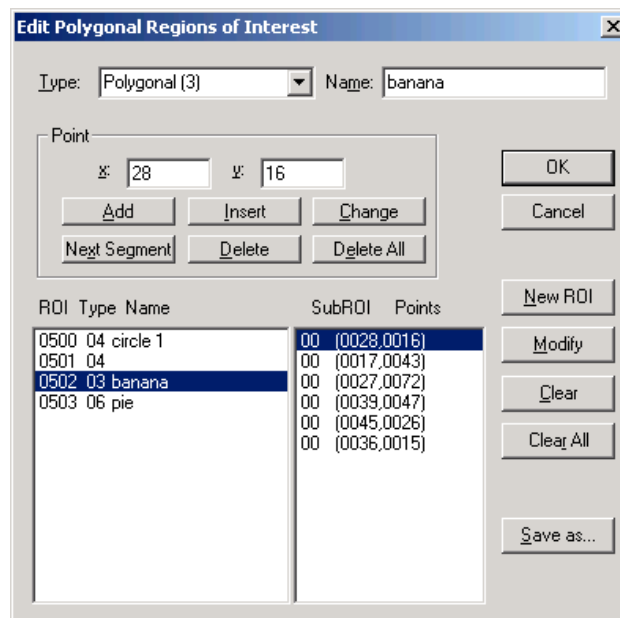 Edit Polygonal Regions of Interest
Type: Polygonal (3) Name: banana
Point
x: 28 y: 16
Add Insert Change
Next Segment Delete Delete All
OK
Cancel
ROI Type Name
0500 04 circle 1
0501 04
0502 03 banana
0503 06 pie
SubROI Points
00 (0028,0016)
00 (0017,0043)
00 (0027,0072)
00 (0039,0047)
00 (0045,0026)
00 (0036,0015)
New ROI
Modify
Clear
Clear All
Save as...